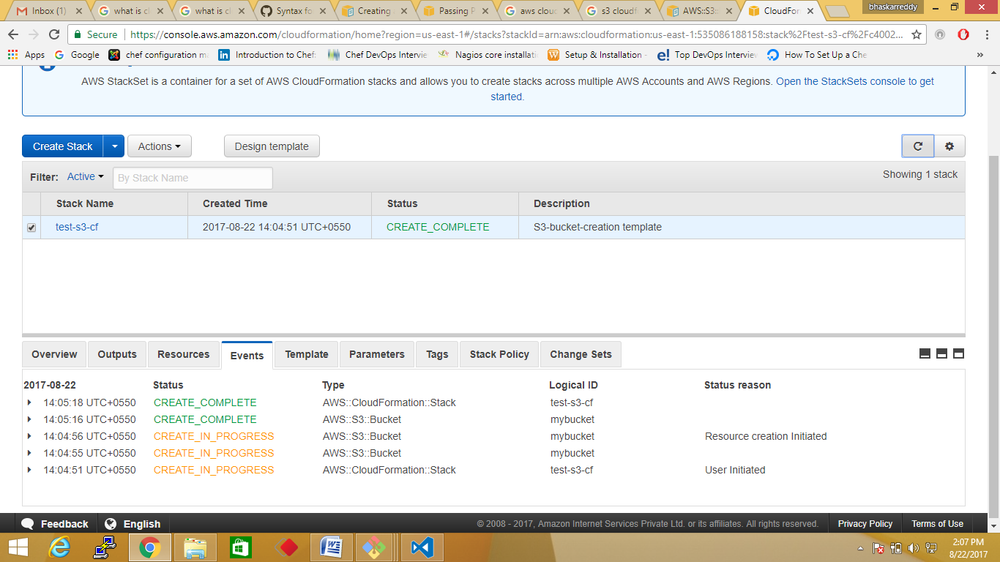 Inbox (1)
what is cl
what is cl
Syntax fo
Creating
Passing P
aws cloud
s3 cloudf
AWS::S3::
CloudFor
bhaskarreddy
Secure
https://console.aws.amazon.com/cloudformation/home?region=us-east-1#/stacks?stackId=arn:aws:cloudformation:us-east-1:535086188158:stack%2Ftest-s3-cf%2Fc4002...
Apps
Google
chef configuration ma
Introduction to Chef:
Chef DevOps Intervie
Nagios core installati
Setup & Installation -
Top DevOps Interview
How To Set Up a Che
»
AWS StackSet is a container for a set of AWS CloudFormation stacks and allows you to create stacks across multiple AWS Accounts and AWS Regions. Open the StackSets console to get
started.
Create Stack
Actions
Design template
Filter: Active
By Stack Name
Showing 1 stack
Stack Name Created Time Status Description
test-s3-cf 2017-08-22 14:04:51 UTC+0550 CREATE_COMPLETE S3-bucket-creation template
Overview Outputs Resources Events Template Parameters Tags Stack Policy Change Sets
2017-08-22 Status Type Logical ID Status reason
14:05:18 UTC+0550 CREATE_COMPLETE AWS::CloudFormation::Stack test-s3-cf
14:05:16 UTC+0550 CREATE_COMPLETE AWS::S3::Bucket mybucket
14:04:56 UTC+0550 CREATE_IN_PROGRESS AWS::S3::Bucket mybucket Resource creation Initiated
14:04:55 UTC+0550 CREATE_IN_PROGRESS AWS::S3::Bucket mybucket
14:04:51 UTC+0550 CREATE_IN_PROGRESS AWS::CloudFormation::Stack test-s3-cf User Initiated
Feedback English © 2008 - 2017, Amazon Internet Services Private Ltd. or its affiliates. All rights reserved. Privacy Policy Terms of Use
2:07 PM
8/22/2017